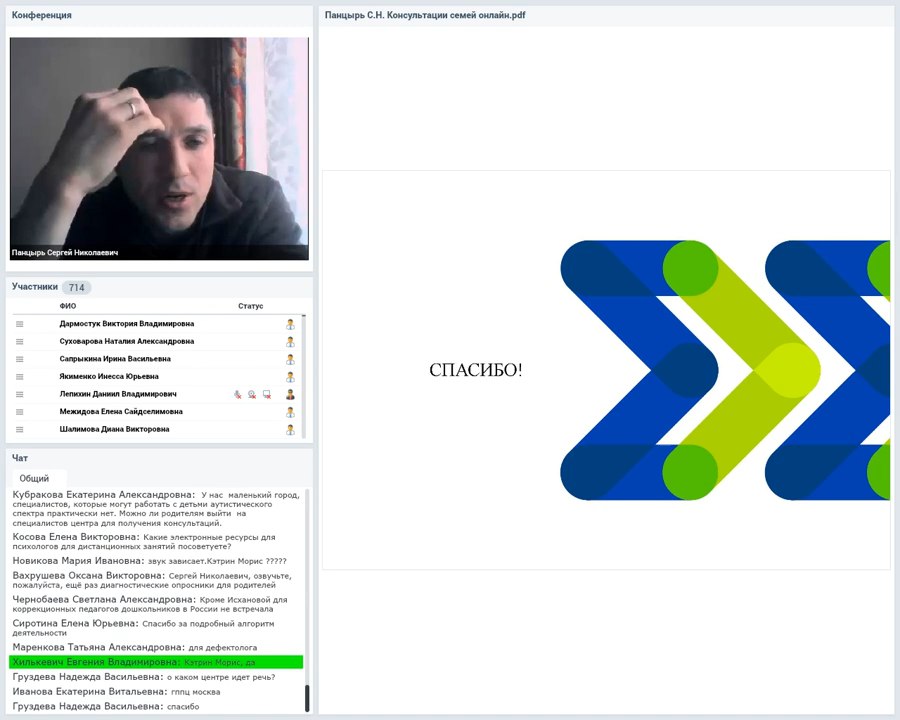 Конференция
Панцырь Сергей Николаевич
Участники 714
ФИО Статус
Дармостук Виктория Владимировна
Суховарова Наталия Александровна
Сапрыкина Ирина Васильевна
Якименко Инесса Юрьевна
Лепихин Даниил Владимирович
Межидова Елена Сайдселимовна
Шалимова Диана Викторовна
Чат
Общий
Кубракова Екатерина Александровна: У нас маленький город,
специалистов, которые могут работать с детьми аутистического
спектра практически нет. Можно ли родителям выйти на
специалистов центра для получения консультаций.
Косова Елена Викторовна: Какие электронные ресурсы для
психологов для дистанционных занятий посоветуете?
Новикова Мария Ивановна: звук зависает.Кэтрин Морис ?????
Вахрушева Оксана Викторовна: Сергей Николаевич, озвучьте,
пожалуйста, ещё раз диагностические опросники для родителей
Чернобаева Светлана Александровна: Кроме Исхановой для
коррекционных педагогов дошкольников в России не встречала
Сиротина Елена Юрьевна: Спасибо за подробный алгоритм
деятельности
Маренкова Татьяна Александровна: для дефектолога
Хилькевич Евгения Владимировна: Кэтрин Морис, да
Груздева Надежда Васильевна: о каком центре идет речь?
Иванова Екатерина Витальевна: гппц москва
Груздева Надежда Васильевна: спасибо
Панцырь С.Н. Консультации семей онлайн.pdf
СПАСИБО!